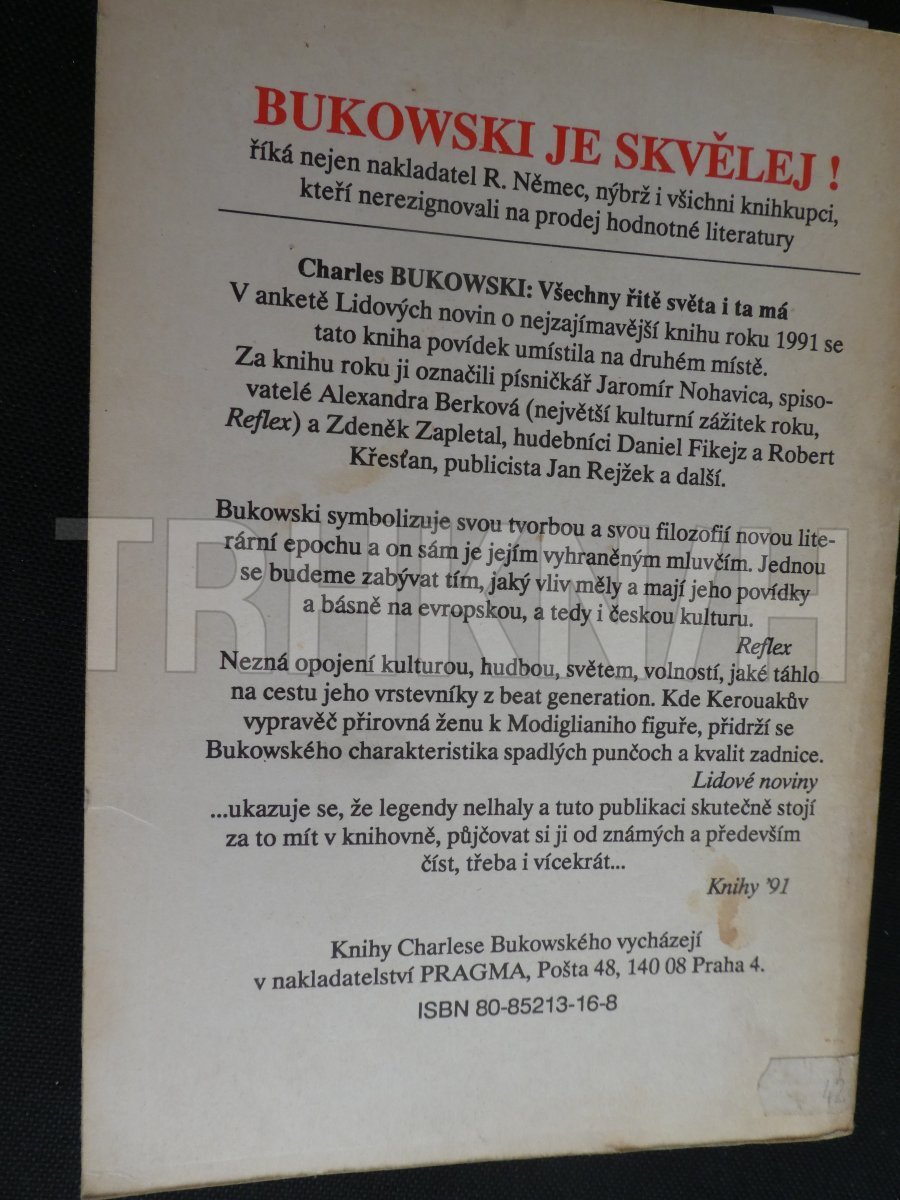 BUKOWSKI JE SKVĚLEJ !
říká nejen nakladatel R. Němec, nýbrž i všichni knihkupci,
kteří nerezignovali na prodej hodnotné literatury
Charles BUKOWSKI: Všechny řitě světa i ta má
V anketě Lidových novin o nejzajímavější knihu roku 1991 se
tato kniha povídek umístila na druhém místě.
Za knihu roku ji označili písničkář Jaromír Nohavica, spiso-
vatelé Alexandra Berková (největší kulturní zážitek roku,
Reflex) a Zdeněk Zapletal, hudebníci Daniel Fikejz a Robert
Křesťan, publicista Jan Rejžek a další.
Bukowski symbolizuje svou tvorbou a svou filozofií novou lite-
rární epochu a on sám je jejím vyhraněným mluvčím. Jednou
se budeme zabývat tím, jaký vliv měly a mají jeho povídky
a básně na evropskou, a tedy i českou kulturu.
Reflex
Nezná opojení kulturou, hudbou, světem, volností, jaké táhlo
na cestu jeho vrstevníky z beat generation. Kde Kerouakův
vypravěč přirovná ženu k Modiglianiho figuře, přidrží se
Bukowského charakteristika spadlých punčoch a kvalit zadnice.
Lidové noviny
...ukazuje se, že legendy nelhaly a tuto publikaci skutečně stojí
za to mít v knihovně, půjčovat si ji od známých a především
číst, třeba i vícekrát...
Knihy '91
Knihy Charlese Bukowského vycházejí
v nakladatelství PRAGMA, Pošta 48, 140 08 Praha 4.
ISBN 80-85213-16-8